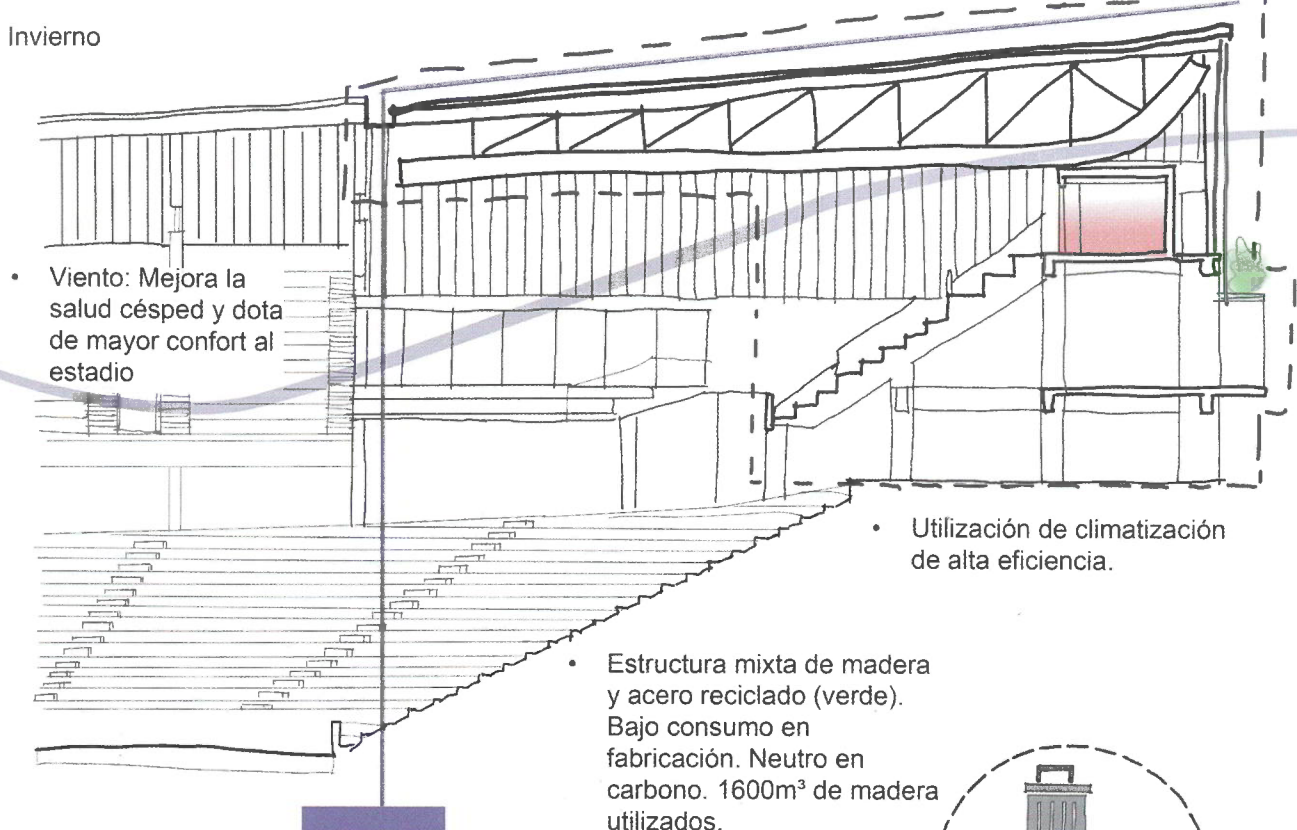 Invierno
• Viento: Mejora la
salud césped y dota
de mayor confort al
estadio
• Utilización de climatización
de alta eficiencia.
• Estructura mixta de madera
y acero reciclado (verde).
Bajo consumo en
fabricación. Neutro en
carbono. 1600m³ de madera
utilizados.